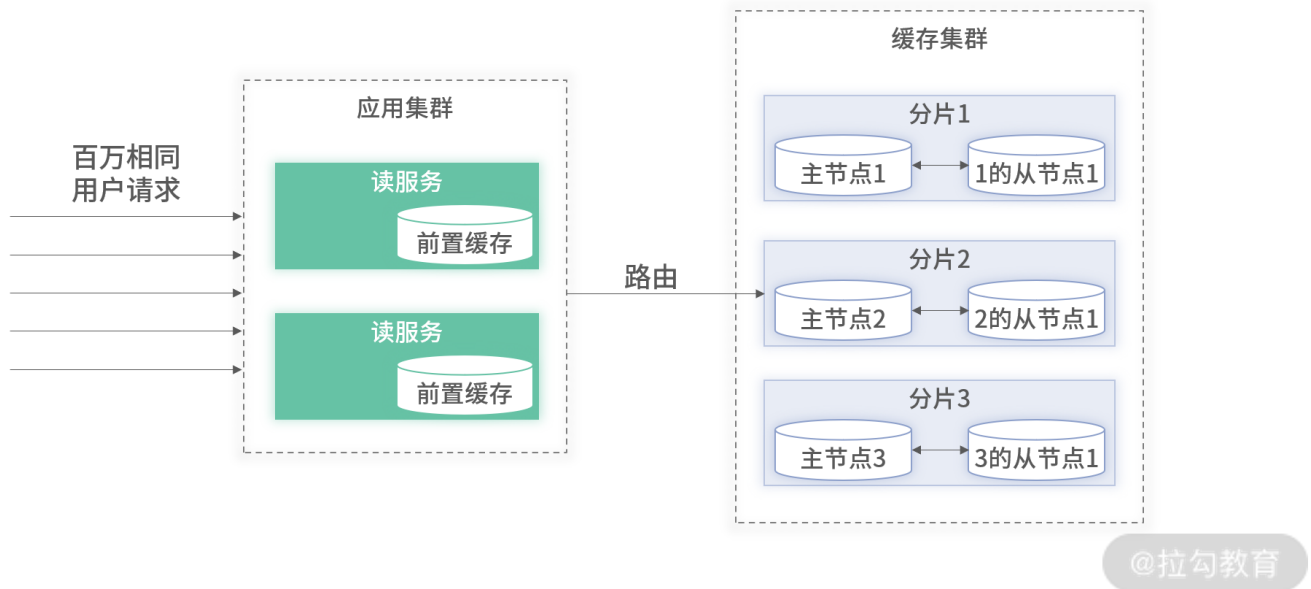 百万相同
用户请求
应用集群
读服务
前置缓存
读服务
前置缓存
路由
缓存集群
分片1
主节点1
1的从节点1
分片2
主节点2
2的从节点1
分片3
主节点3
3的从节点1
@拉勾教育